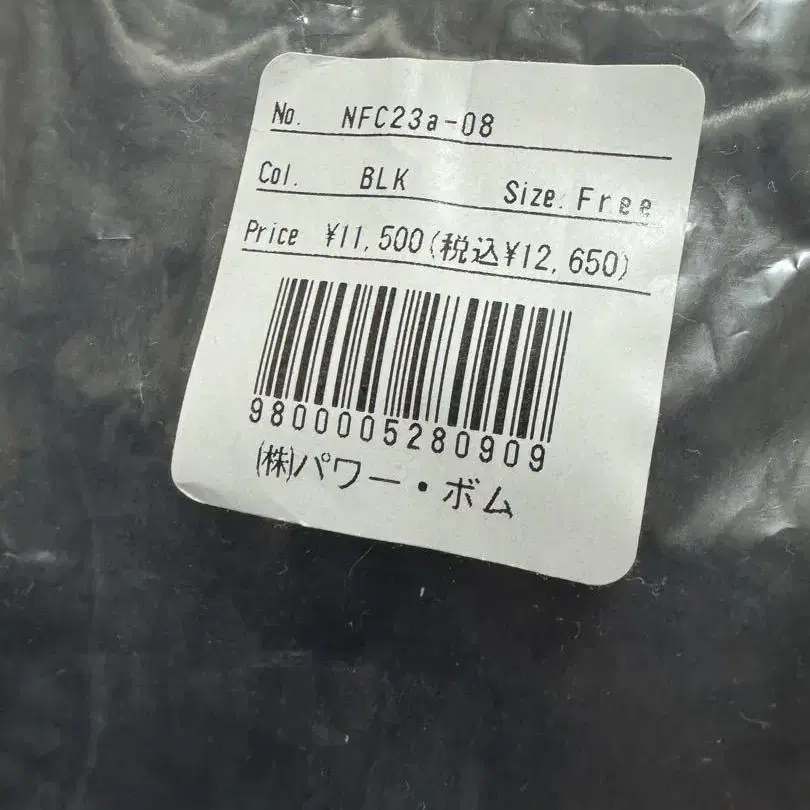 No. NFC23a-08
Col. BLK Size. Free
Price ¥11,500(税込¥12,650)
9800005280909
(株)パワー・ボム